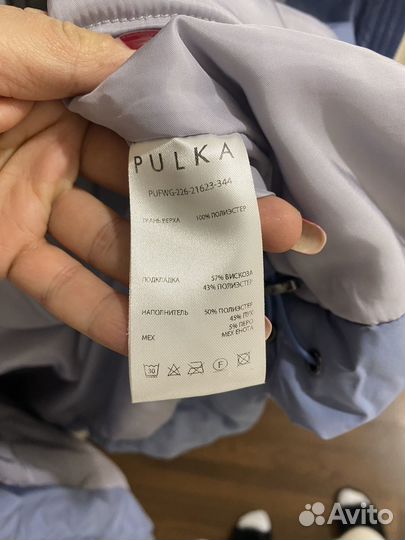 PULKA
PUFWG-226-21623-344
ТКАНЬ ВЕРХА 100% ПОЛИЭСТЕР
ПОДКЛАДКА 57% ВИСКОЗА
43% ПОЛИЭСТЕР
НАПОЛНИТЕЛЬ 50% ПОЛИЭСТЕР
45% ПУХ
5% ПЕРО
МЕХ МЕХ ЕНОТА
30 F
Avito